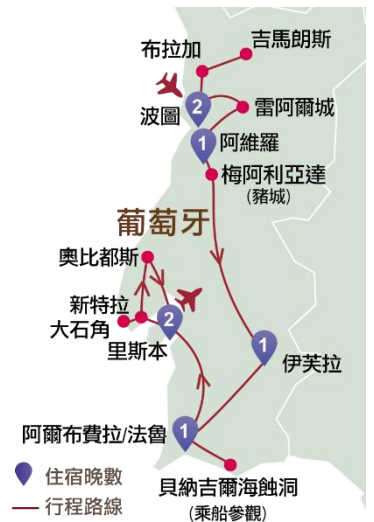 吉馬朗斯
布拉加
2
波圖
雷阿爾城
1
阿維羅
梅阿利亞達
(豬城)
葡萄牙
奧比都斯
新特拉
大石角
2
里斯本
1
伊芙拉
阿爾布費拉/法魯
1
貝納吉爾海蝕洞
(乘船參觀)
住宿晚數
行程路線